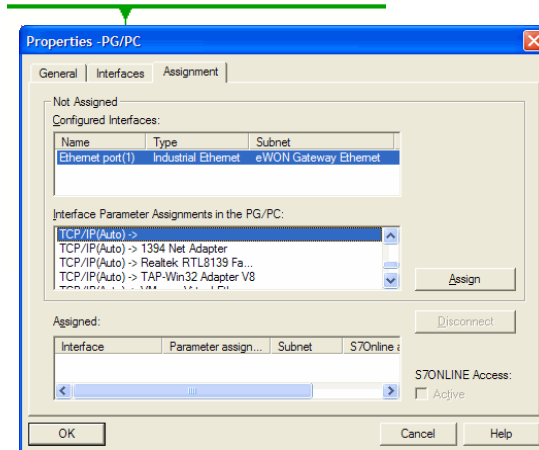 Properties -PG/PC
General Interfaces Assignment
Not Assigned
Configured Interfaces:
Name Type Subnet
Ethernet port(1) Industrial Ethernet eWON Gateway Ethernet
Interface Parameter Assignments in the PG/PC:
TCP/IP(Auto) ->
TCP/IP(Auto) -> 1394 Net Adapter
TCP/IP(Auto) -> Realtek RTL8139 Fa...
TCP/IP(Auto) -> TAP-Win32 Adapter V8
Assign
Assigned:
Disconnect
Interface Parameter assign... Subnet S7Online a
S7ONLINE Access:
Active
OK Cancel Help